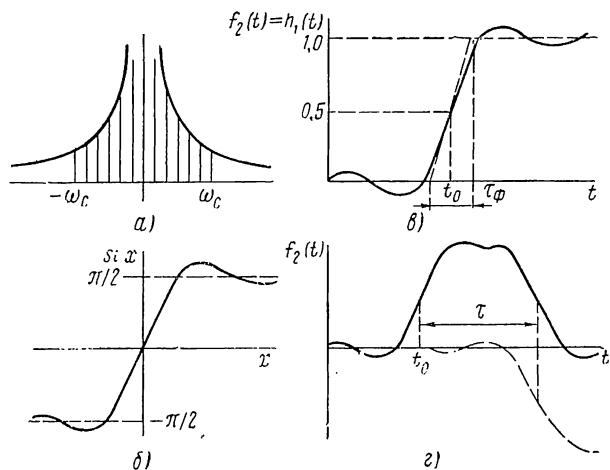 -ω_c
ω_c
а)
f₂(t)=h₁(t)
1,0
0,5
t₀
τ_ф
t
в)
si x
π/2
x
-π/2
б)
f₂(t)
τ
t₀
t
г)